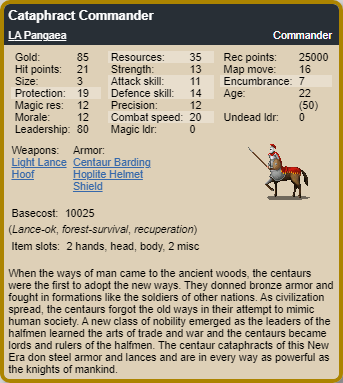 Cataphract Commander
LA Pangaea Commander
Gold: 85 Resources: 35 Rec points: 25000
Hit points: 21 Strength: 13 Map move: 16
Size: 3 Attack skill: 11 Encumbrance: 7
Protection: 19 Defence skill: 14 Age: 22
Magic res: 12 Precision: 12 (50)
Morale: 12 Combat speed: 20 Undead ldr: 0
Leadership: 80 Magic ldr: 0
Weapons: Armor:
Light Lance Centaur Barding
Hoof Hoplite Helmet
Shield
Basecost: 10025
(Lance-ok, forest-survival, recuperation)
Item slots: 2 hands, head, body, 2 misc
When the ways of man came to the ancient woods, the centaurs
were the first to adopt the new ways. They donned bronze armor and
fought in formations like the soldiers of other nations. As civilization
spread, the centaurs forgot the old ways in their attempt to mimic
human society. A new class of nobility emerged as the leaders of the
halfmen learned the arts of trade and war and the centaurs became
lords and rulers of the halfmen. The centaur cataphracts of this New
Era don steel armor and lances and are in every way as powerful as
the knights of mankind.